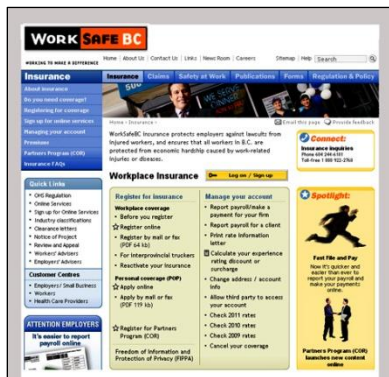 WORK SAFE BC
WORKING TO MAKE A DIFFERENCE
Home | About Us | Contact Us | Links | News Room | Careers
Sitemap | Help
Search
Insurance
Insurance
Claims
Safety at Work
Publications
Forms
Regulation & Policy
About insurance
Do you need coverage?
Registering for coverage
Sign up for online services
Managing your account
Premiums
Partners Program (COR)
Insurance FAQs
Home > Insurance >
Email this page
Provide feedback
WorkSafeBC insurance protects employers against lawsuits from
injured workers, and ensures that all workers in B.C. are
protected from economic hardship caused by work-related
injuries or diseases.
Connect:
Insurance Inquiries
Phone 604 244-6181
Toll-free 1 888 922-2768
Workplace Insurance
Log on / Sign up
Quick Links
• OHS Regulation
• Online Services
• Sign up for Online Services
• Industry classifications
• Clearance letters
• Notice of Project
• Review and Appeal
• Workers' Advisers
• Employers' Advisers
Customer Centres
• Employers/ Small Business
• Workers
• Health Care Providers
ATTENTION EMPLOYERS
It's easier to report
payroll online
Register for insurance
Workplace coverage
• Before you register
Register online
• Register by mail or fax
(PDF 64 kb)
• For interprovincial truckers
• Reactivate your insurance
Personal coverage (POP)
Apply online
• Apply by mail or fax
(PDF 119 kb)
Register for Partners
Program (COR)
Freedom of Information and
Protection of Privacy (FIPPA)
Manage your account
• Report payroll/make a
payment for your firm
• Report payroll for a client
• Print rate information
letter
Calculate your experience
rating discount or
surcharge
• Change address / account
info
• Allow third party to access
your account
• Check 2011 rates
• Check 2010 rates
• Check 2009 rates
• Cancel your coverage
Spotlight:
Fast File and Pay
Now it's quicker and
easier than ever to
report your payroll and
make your payments
online.
Partners Program (COR)
launches new content
online